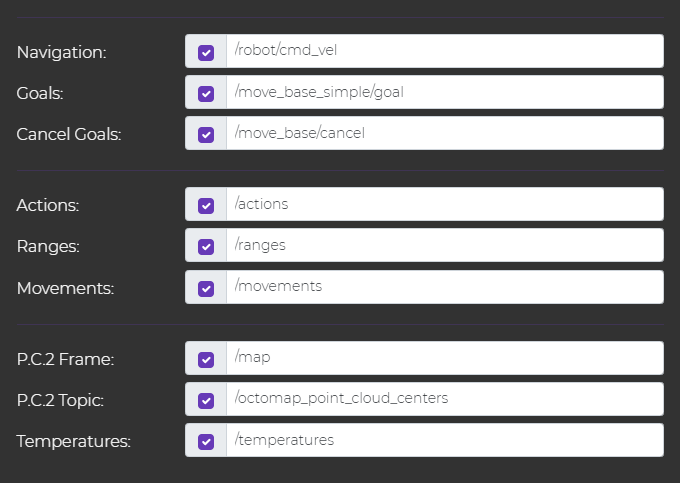 Navigation: /robot/cmd_vel
Goals: /move_base_simple/goal
Cancel Goals: /move_base/cancel
Actions: /actions
Ranges: /ranges
Movements: /movements
P.C.2 Frame: /map
P.C.2 Topic: /octomap_point_cloud_centers
Temperatures: /temperatures